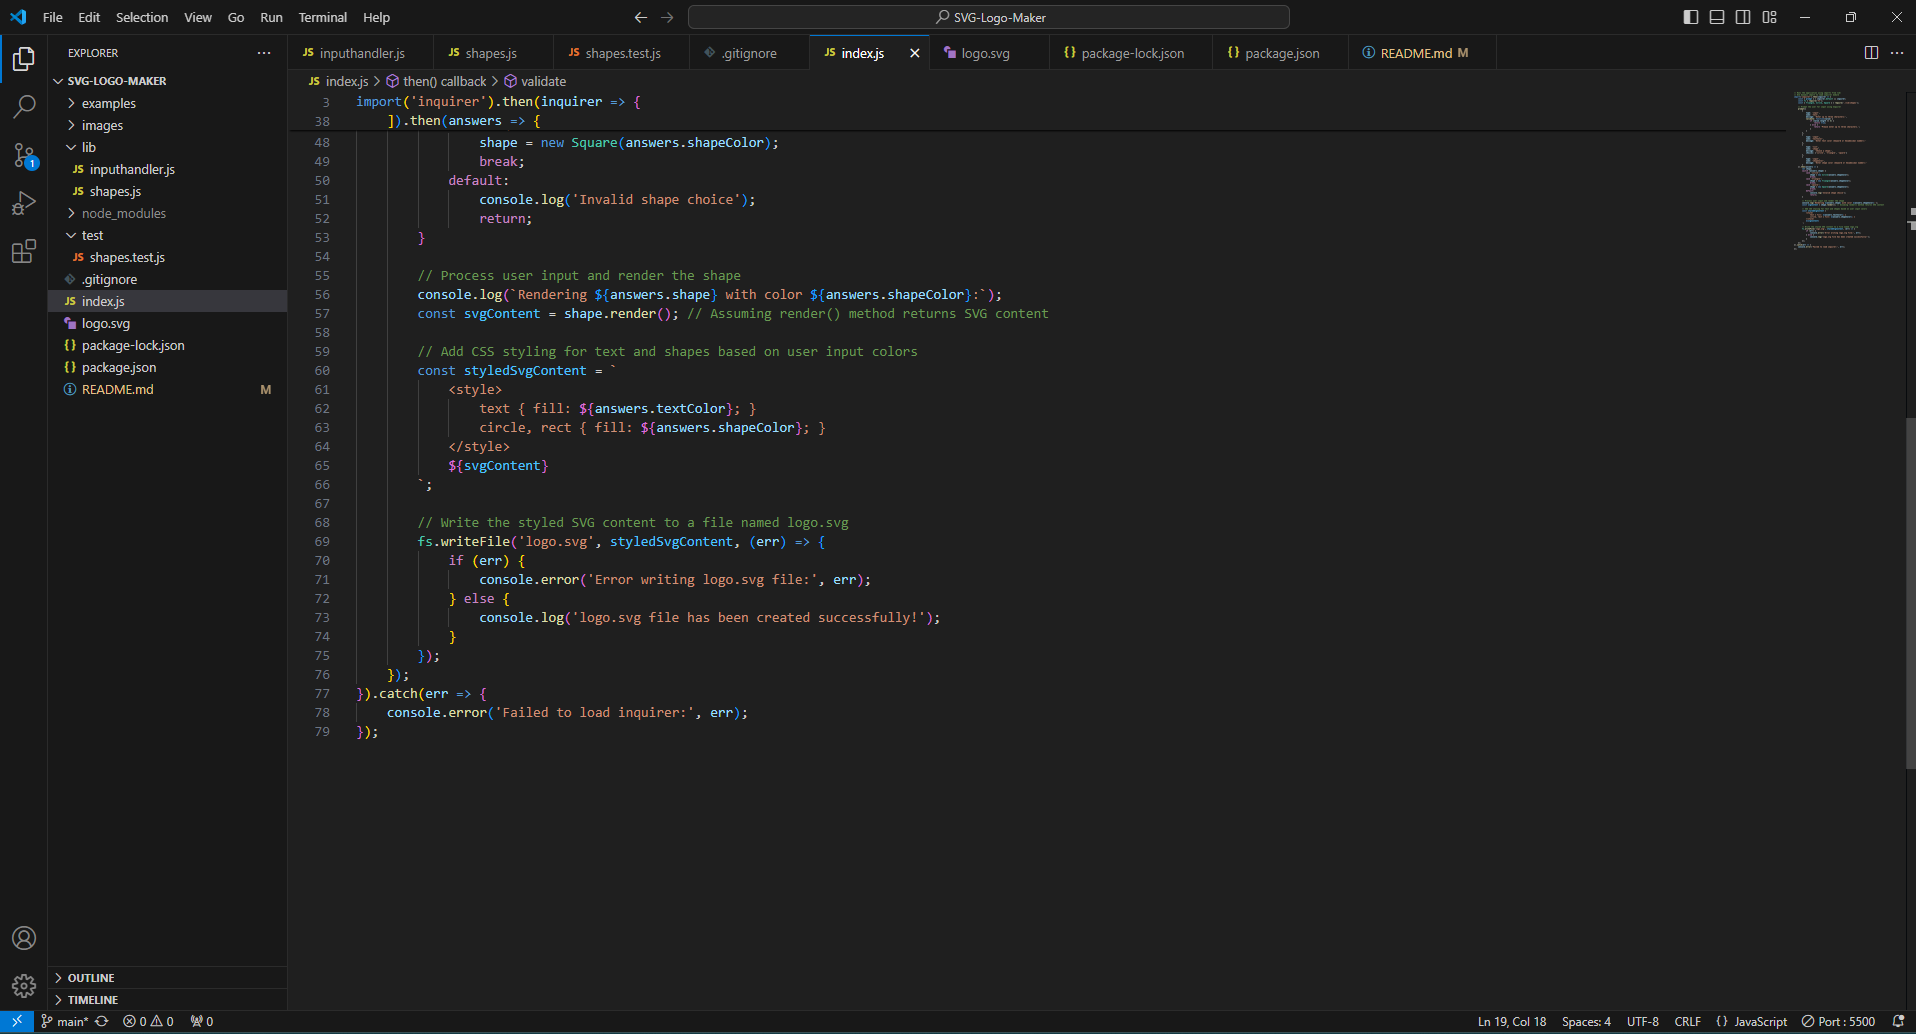 File Edit Selection View Go Run Terminal Help
SVG-Logo-Maker
EXPLORER
SVG-LOGO-MAKER
examples
images
lib
JS inputhandler.js
JS shapes.js
node_modules
test
JS shapes.test.js
.gitignore
JS index.js
logo.svg
{} package-lock.json
{} package.json
README.md M
OUTLINE
TIMELINE
JS inputhandler.js JS shapes.js JS shapes.test.js .gitignore JS index.js logo.svg {} package-lock.json {} package.json README.md M
JS index.js > then() callback > validate
3 import('inquirer').then(inquirer => {
38 ]).then(answers => {
48 shape = new Square(answers.shapeColor);
49 break;
50 default:
51 console.log('Invalid shape choice');
52 return;
53 }
54
55 // Process user input and render the shape
56 console.log(`Rendering ${answers.shape} with color ${answers.shapeColor}:`);
57 const svgContent = shape.render(); // Assuming render() method returns SVG content
58
59 // Add CSS styling for text and shapes based on user input colors
60 const styledSvgContent = `
61 <style>
62 text { fill: ${answers.textColor}; }
63 circle, rect { fill: ${answers.shapeColor}; }
64 </style>
65 ${svgContent}
66 `;
67
68 // Write the styled SVG content to a file named logo.svg
69 fs.writeFile('logo.svg', styledSvgContent, (err) => {
70 if (err) {
71 console.error('Error writing logo.svg file:', err);
72 } else {
73 console.log('logo.svg file has been created successfully!');
74 }
75 });
76 });
77 }).catch(err => {
78 console.error('Failed to load inquirer:', err);
79 });
1
main* 0 0 0
Ln 19, Col 18 Spaces: 4 UTF-8 CRLF {} JavaScript Port : 5500